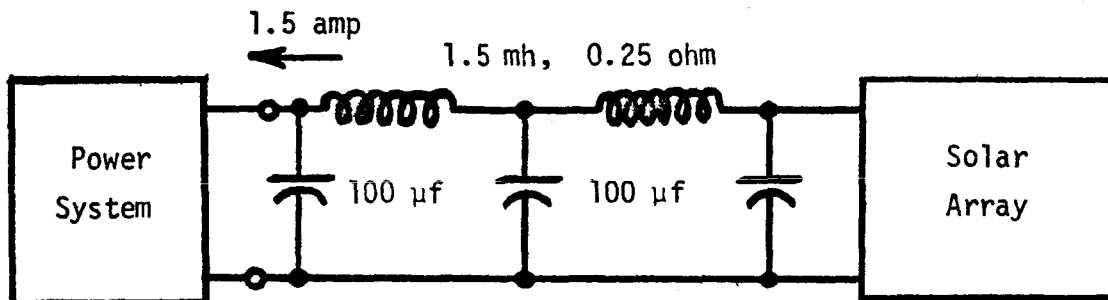 1.5 amp
1.5 mh, 0.25 ohm
Power
System
100 μf
100 μf
Solar
Array